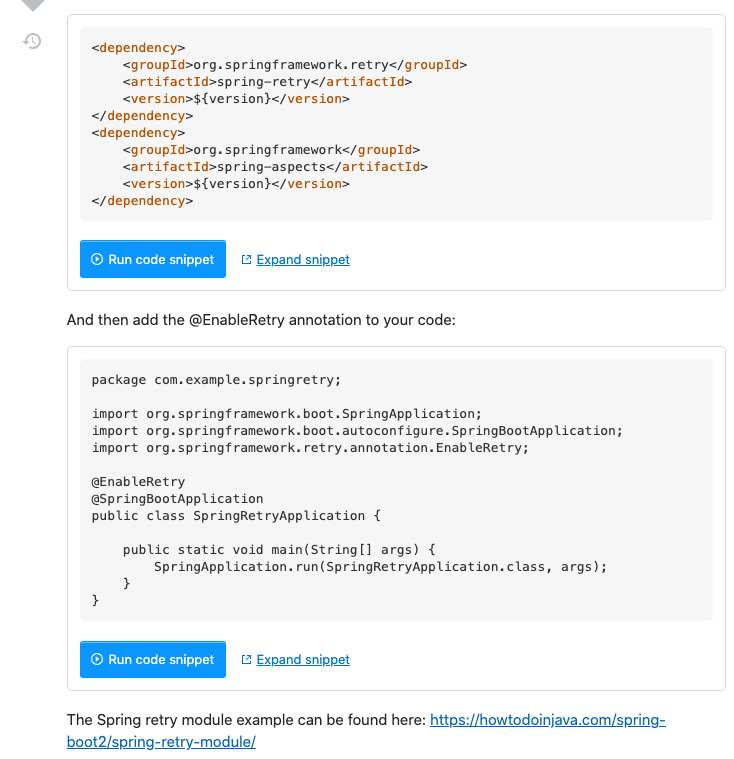 <dependency>
    <groupId>org.springframework.retry</groupId>
    <artifactId>spring-retry</artifactId>
    <version>${version}</version>
</dependency>
<dependency>
    <groupId>org.springframework</groupId>
    <artifactId>spring-aspects</artifactId>
    <version>${version}</version>
</dependency>
Run code snippet Expand snippet
And then add the @EnableRetry annotation to your code:
package com.example.springretry;

import org.springframework.boot.SpringApplication;
import org.springframework.boot.autoconfigure.SpringBootApplication;
import org.springframework.retry.annotation.EnableRetry;

@EnableRetry
@SpringBootApplication
public class SpringRetryApplication {

    public static void main(String[] args) {
        SpringApplication.run(SpringRetryApplication.class, args);
    }
}
Run code snippet Expand snippet
The Spring retry module example can be found here: https://howtodoinjava.com/spring-
boot2/spring-retry-module/